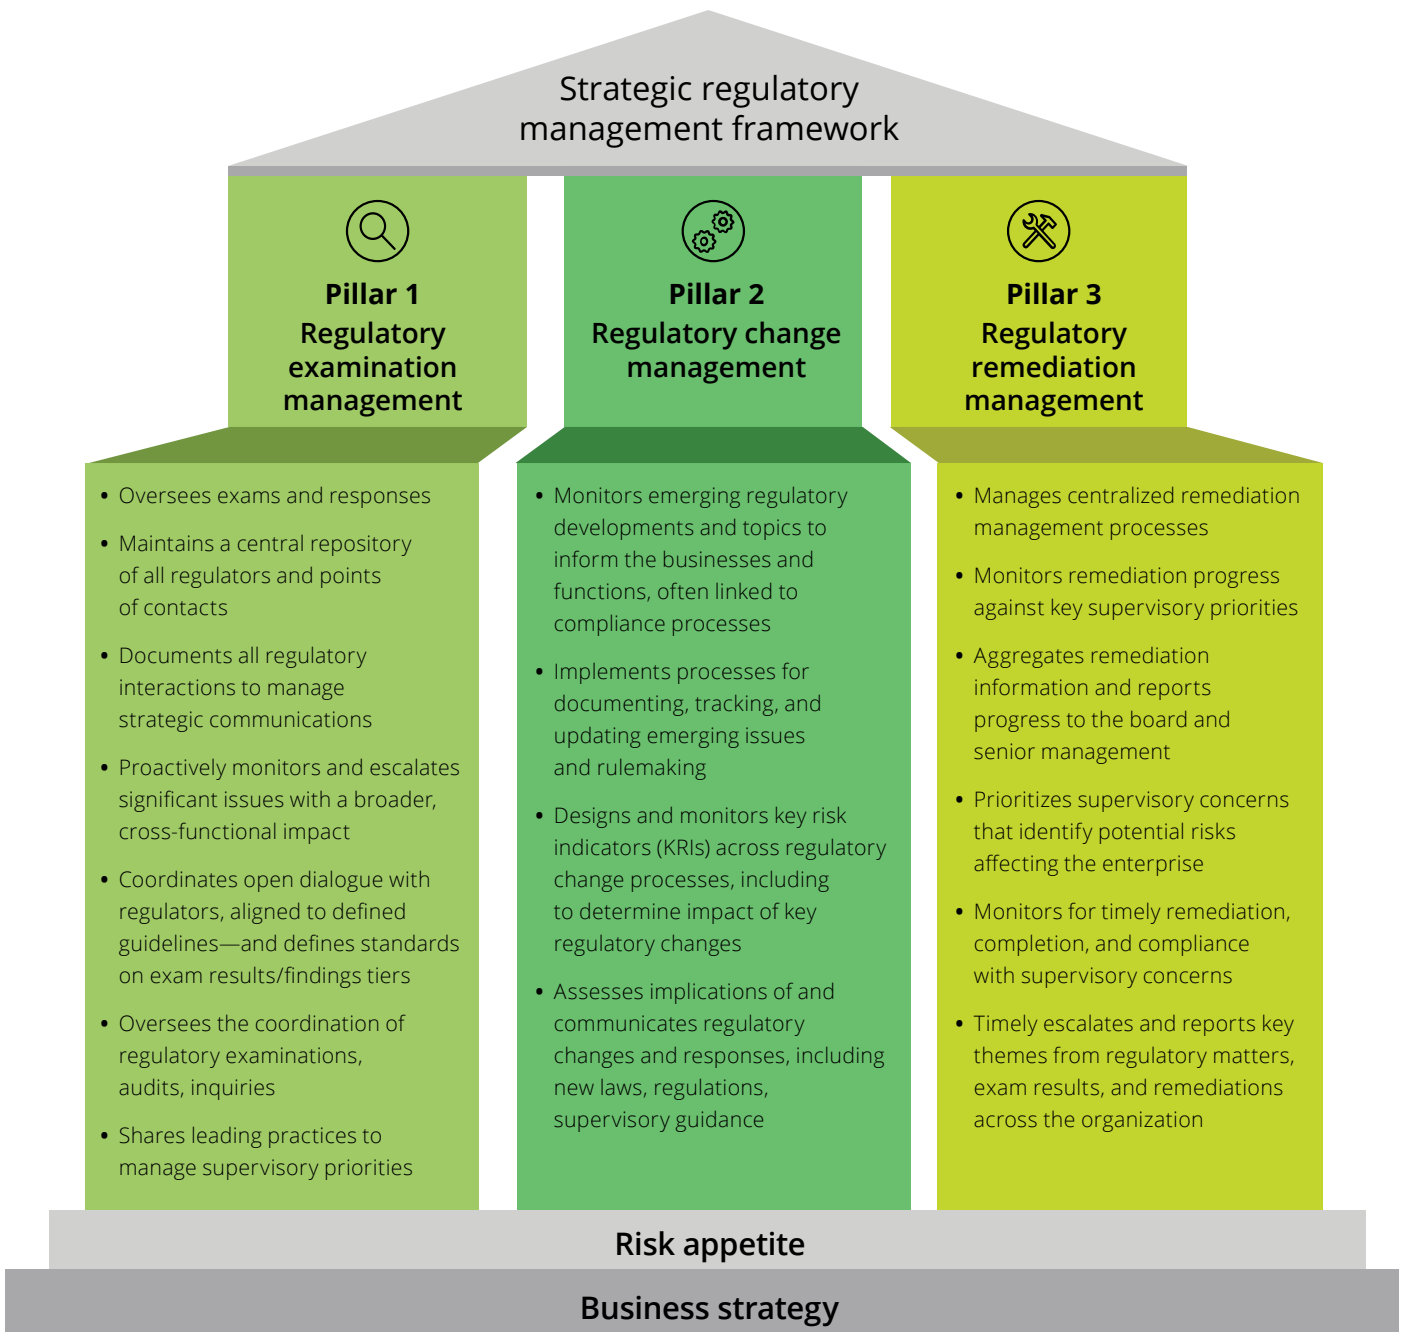 Strategic regulatory
management framework
Pillar 1
Regulatory
examination
management
• Oversees exams and responses
• Maintains a central repository
of all regulators and points
of contacts
• Documents all regulatory
interactions to manage
strategic communications
• Proactively monitors and escalates
significant issues with a broader,
cross-functional impact
• Coordinates open dialogue with
regulators, aligned to defined
guidelines—and defines standards
on exam results/findings tiers
• Oversees the coordination of
regulatory examinations,
audits, inquiries
• Shares leading practices to
manage supervisory priorities
Pillar 2
Regulatory change
management
• Monitors emerging regulatory
developments and topics to
inform the businesses and
functions, often linked to
compliance processes
• Implements processes for
documenting, tracking, and
updating emerging issues
and rulemaking
• Designs and monitors key risk
indicators (KRIs) across regulatory
change processes, including
to determine impact of key
regulatory changes
• Assesses implications of and
communicates regulatory
changes and responses, including
new laws, regulations,
supervisory guidance
Pillar 3
Regulatory
remediation
management
• Manages centralized remediation
management processes
• Monitors remediation progress
against key supervisory priorities
• Aggregates remediation
information and reports
progress to the board and
senior management
• Prioritizes supervisory concerns
that identify potential risks
affecting the enterprise
• Monitors for timely remediation,
completion, and compliance
with supervisory concerns
• Timely escalates and reports key
themes from regulatory matters,
exam results, and remediations
across the organization
Risk appetite
Business strategy